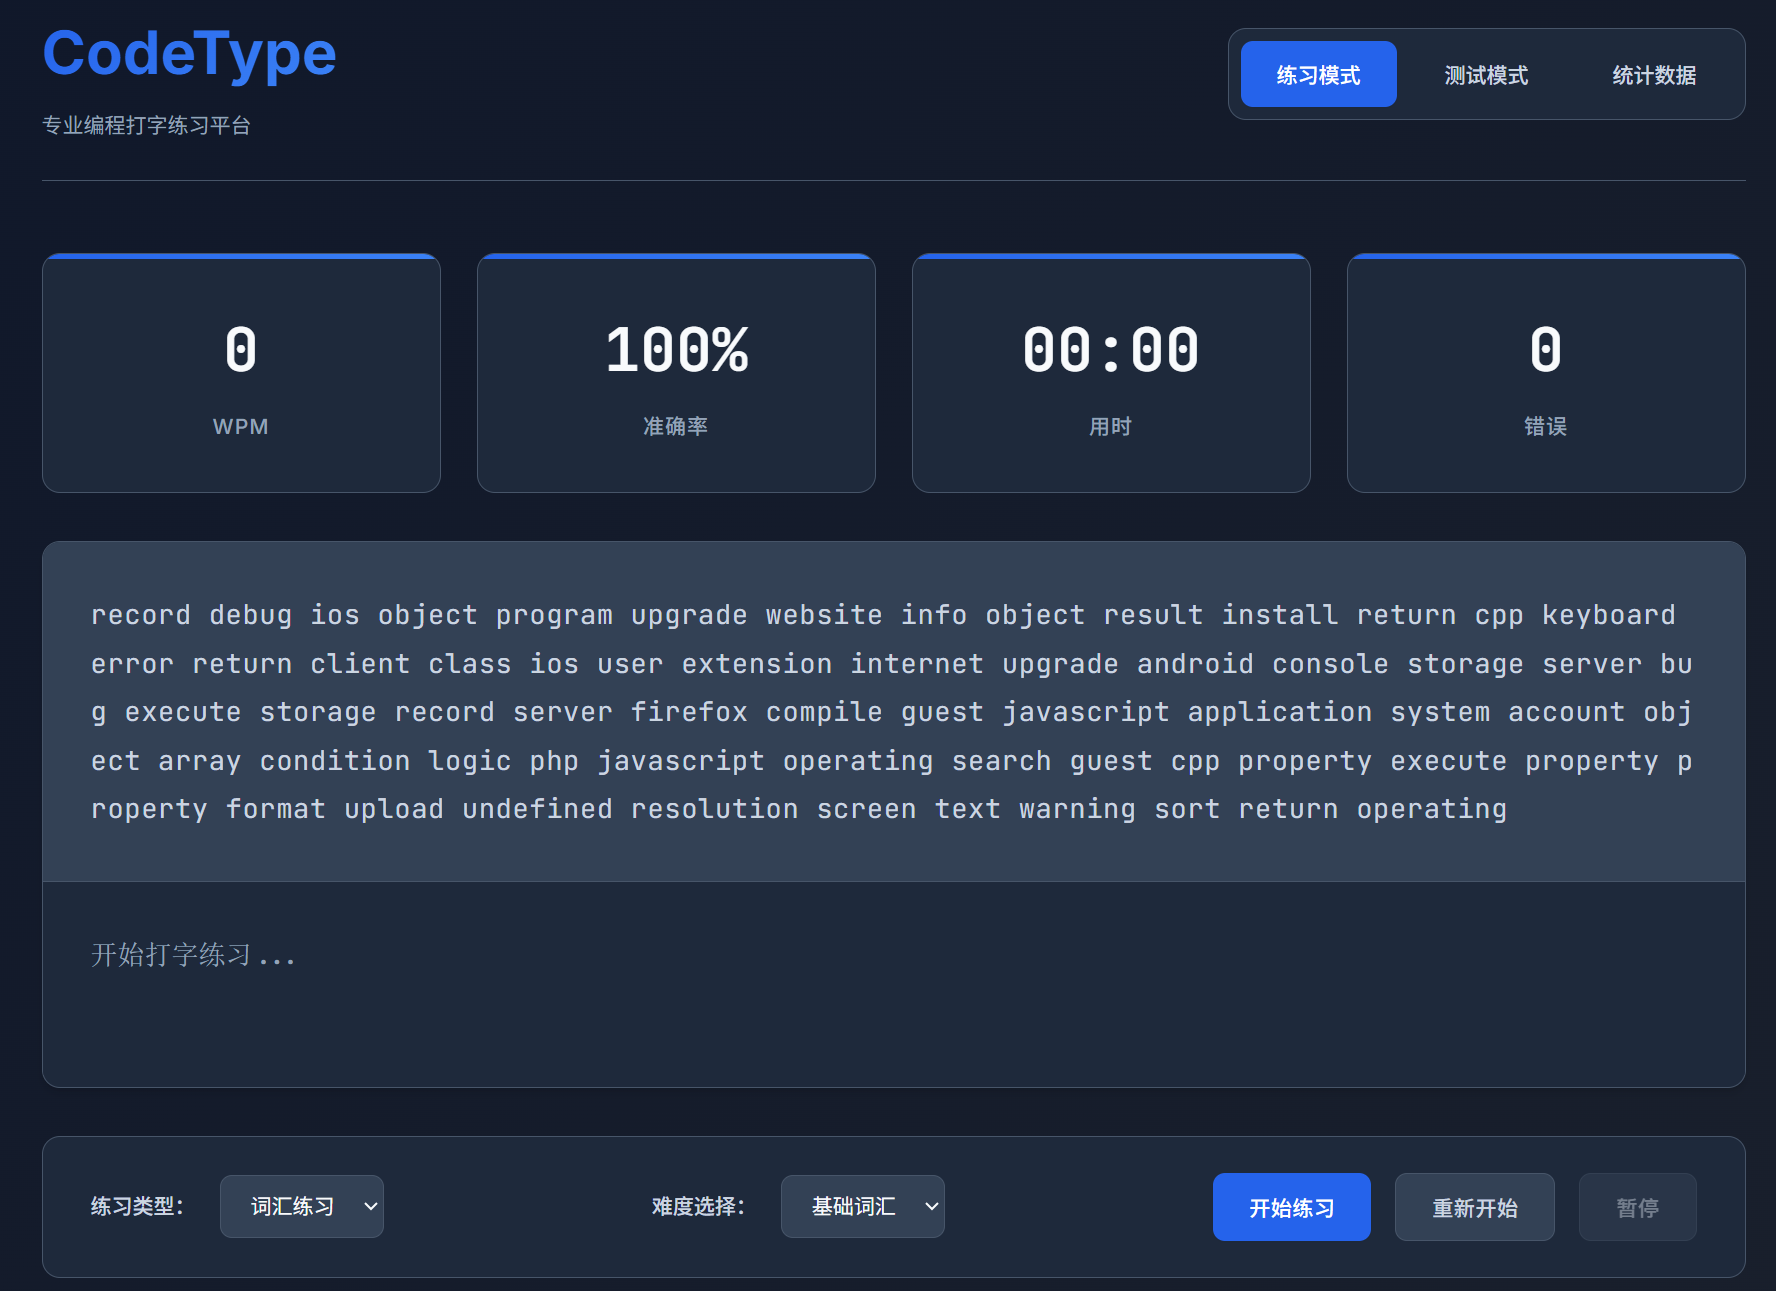 CodeType
专业编程打字练习平台
练习模式 测试模式 统计数据
0 100% 00:00 0
WPM 准确率 用时 错误
record debug ios object program upgrade website info object result install return cpp keyboard
error return client class ios user extension internet upgrade android console storage server bu
g execute storage record server firefox compile guest javascript application system account obj
ect array condition logic php javascript operating search guest cpp property execute property p
roperty format upload undefined resolution screen text warning sort return operating
开始打字练习...
练习类型： 词汇练习 难度选择： 基础词汇 开始练习 重新开始 暂停